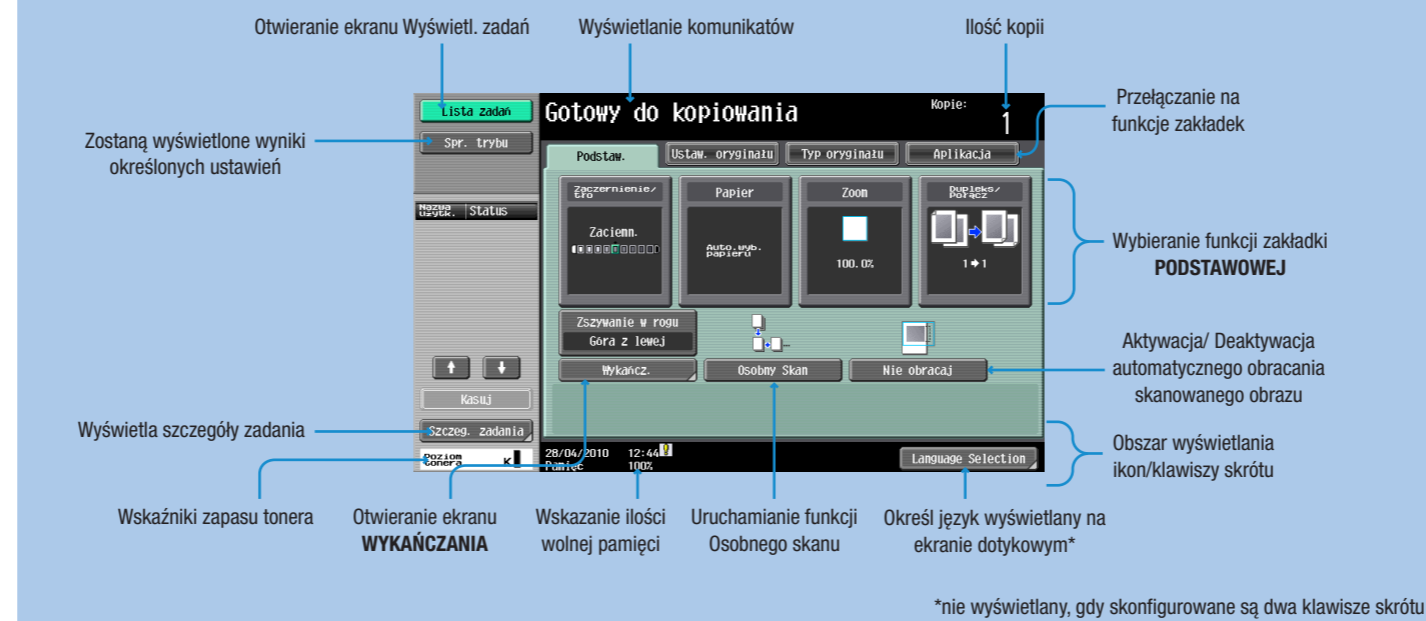 Otwieranie ekranu Wyświetl. zadań
Wyświetlanie komunikatów
Ilość kopii
Przełączanie na
funkcje zakładek
Zostaną wyświetlone wyniki
określonych ustawień
Lista zadań
Spr. trybu
Gotowy do kopiowania
Kopie:
1
Podstaw.
Ustaw. oryginału
Typ oryginału
Aplikacja
Nazwa
użytk.
Status
Zaczernienie/
tło
Zaciemn.
Papier
Auto.wyb.
papieru
Zoom
100.0%
Dupleks/
Połącz
1➜1
Wybieranie funkcji zakładki
PODSTAWOWEJ
Zszywanie w rogu
Góra z lewej
Wykańcz.
Osobny Skan
Nie obracaj
Aktywacja/ Deaktywacja
automatycznego obracania
skanowanego obrazu
Kasuj
Szczeg. zadania
Wyświetla szczegóły zadania
Poziom
tonera
K
28/04/2010 12:44
Pamięć 100%
Language Selection
Obszar wyświetlania
ikon/klawiszy skrótu
Wskaźniki zapasu tonera
Otwieranie ekranu
WYKAŃCZANIA
Wskazanie ilości
wolnej pamięci
Uruchamianie funkcji
Osobnego skanu
Określ język wyświetlany na
ekranie dotykowym*
*nie wyświetlany, gdy skonfigurowane są dwa klawisze skrótu